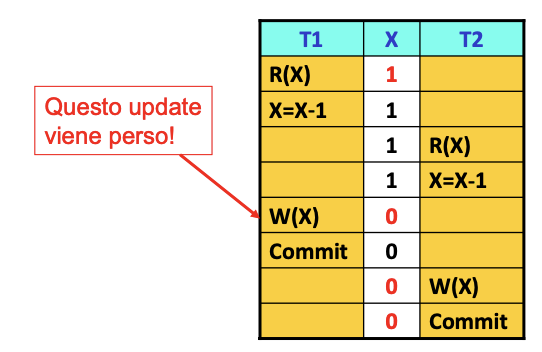 T1 X T2
R(X) 1
X=X-1 1
Questo update
viene perso!
1 R(X)
1 X=X-1
W(X) 0
Commit 0
0 W(X)
0 Commit